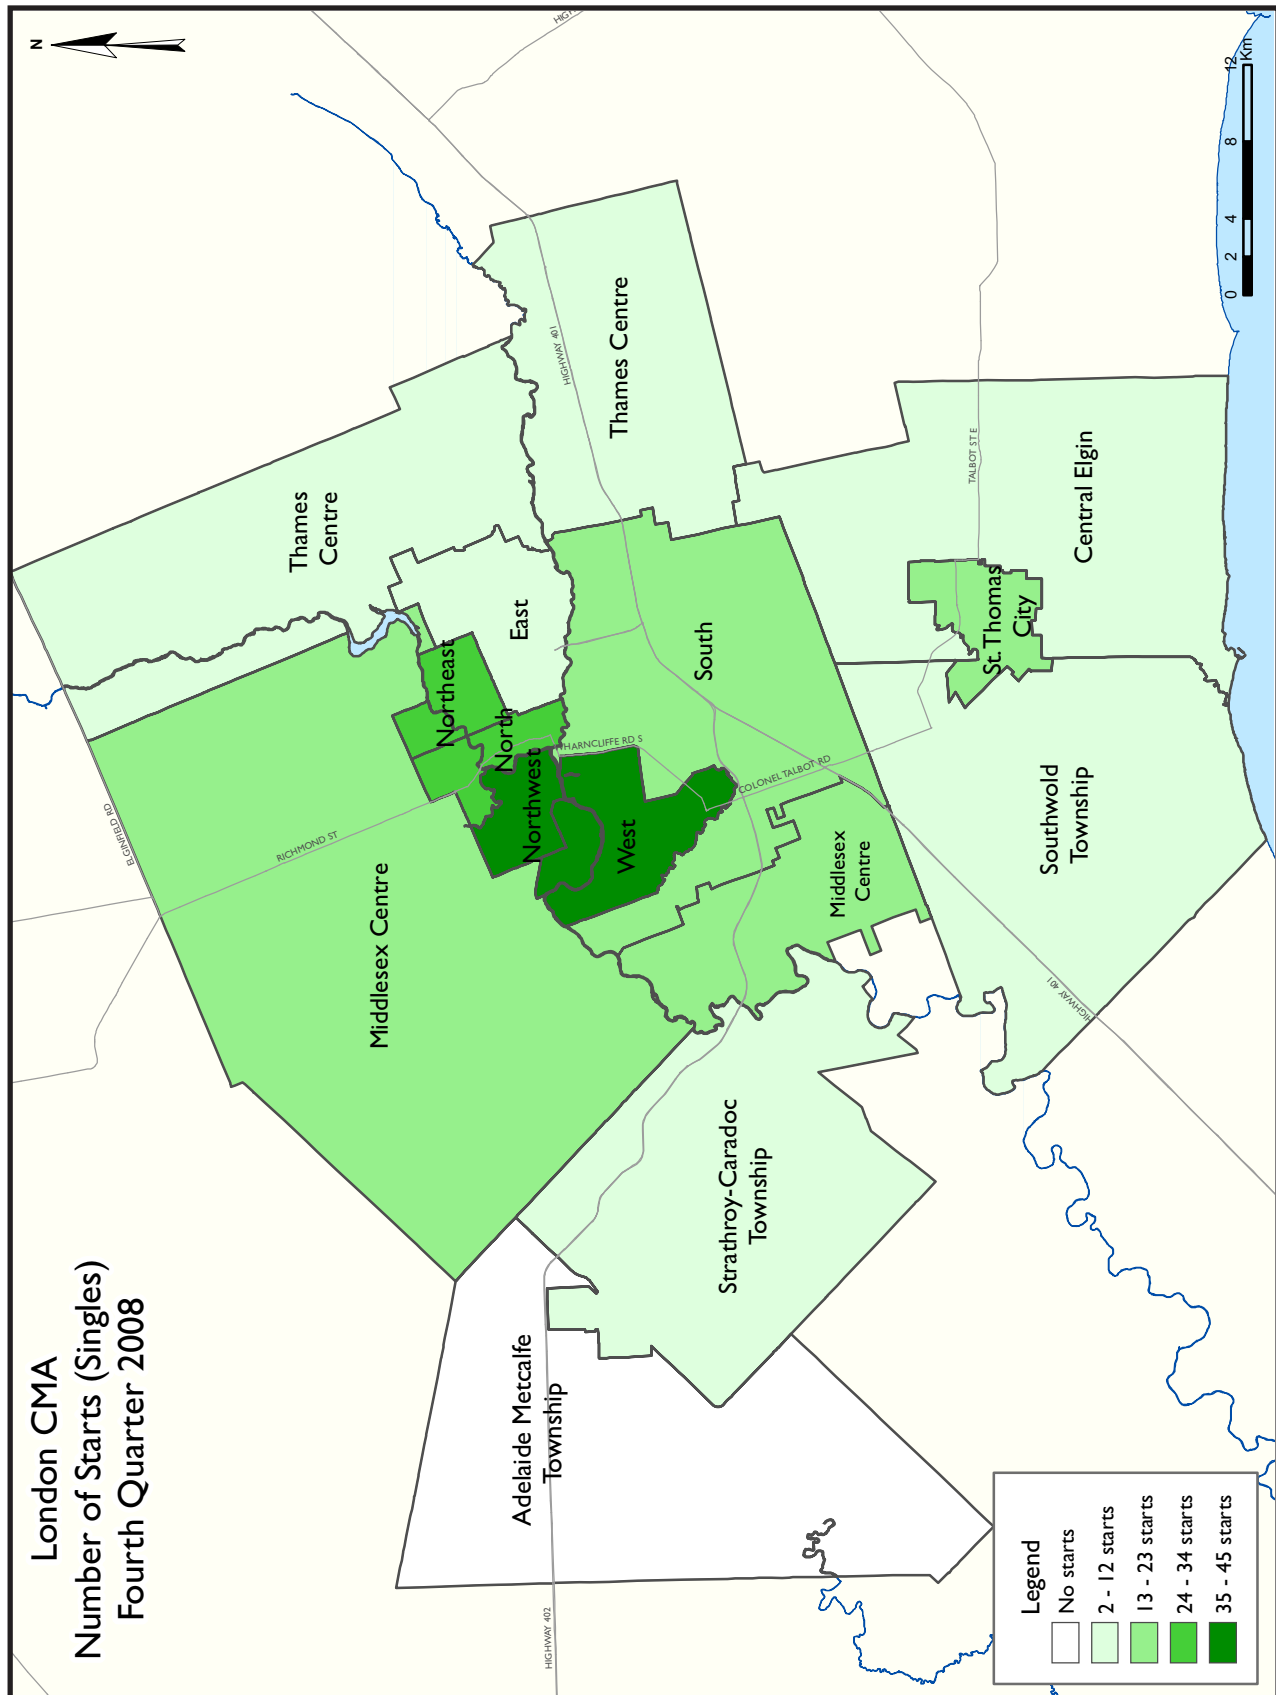 London CMA
Number of Starts (Singles)
Fourth Quarter 2008
N
ELGINFIELD RD
RICHMOND ST
Middlesex Centre
Thames
Centre
Northeast
North
Northwest
East
West
WHARNCLIFFE RD S
HIGHWAY 401
Thames Centre
South
COLONEL TALBOT RD
Middlesex
Centre
Adelaide Metcalfe
Township
HIGHWAY 402
Strathroy-Caradoc
Township
TALBOT ST E
St. Thomas
City
Central Elgin
Southwold
Township
HIGHWAY 401
Legend
No starts
2 - 12 starts
13 - 23 starts
24 - 34 starts
35 - 45 starts
0 2 4 8 12
Km